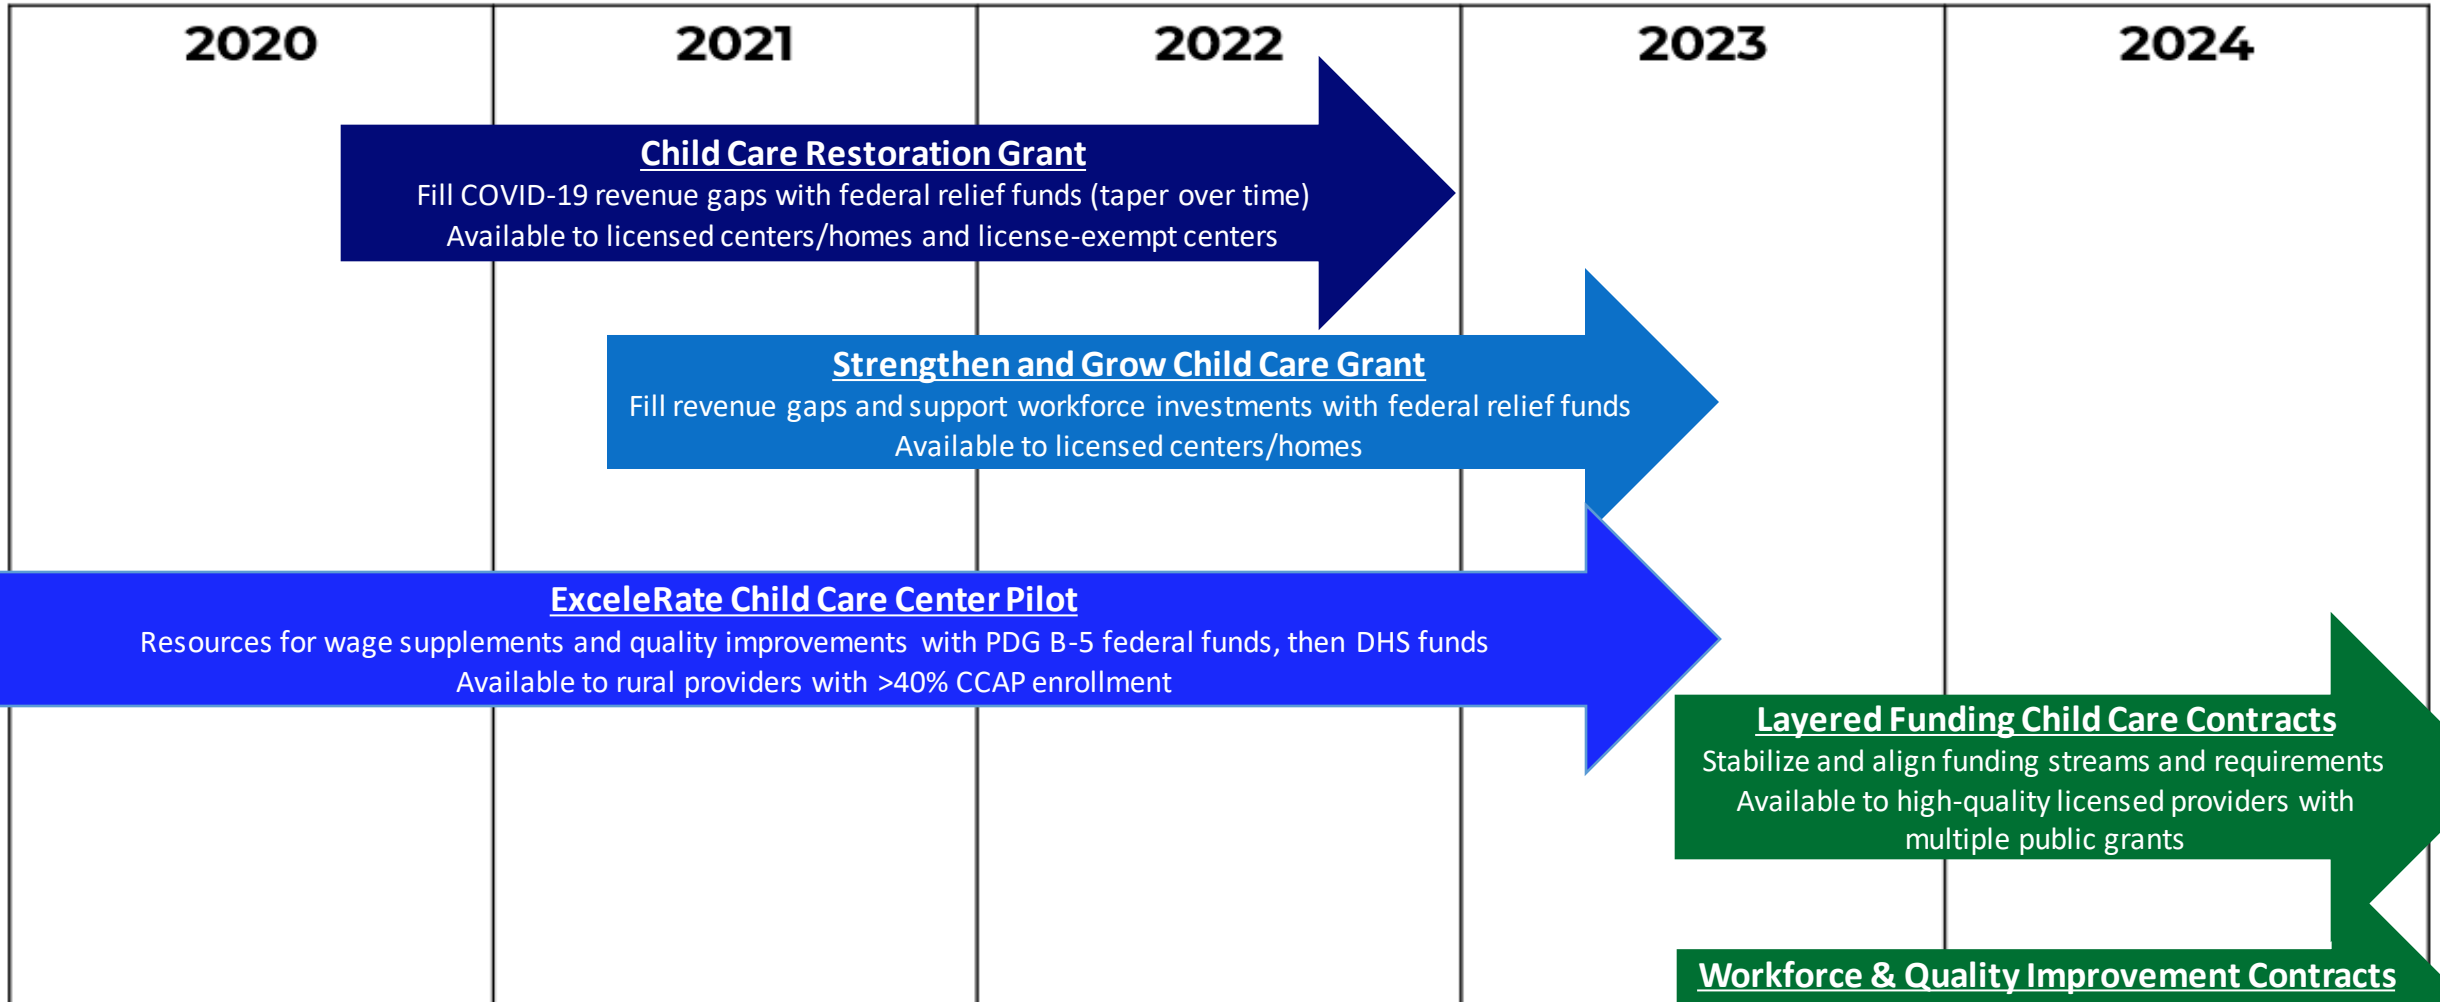 2020
2021
2022
2023
2024
Child Care Restoration Grant
Fill COVID-19 revenue gaps with federal relief funds (taper over time)
Available to licensed centers/homes and license-exempt centers
Strengthen and Grow Child Care Grant
Fill revenue gaps and support workforce investments with federal relief funds
Available to licensed centers/homes
ExceleRate Child Care Center Pilot
Resources for wage supplements and quality improvements with PDG B-5 federal funds, then DHS funds
Available to rural providers with >40% CCAP enrollment
Layered Funding Child Care Contracts
Stabilize and align funding streams and requirements
Available to high-quality licensed providers with
multiple public grants
Workforce & Quality Improvement Contracts